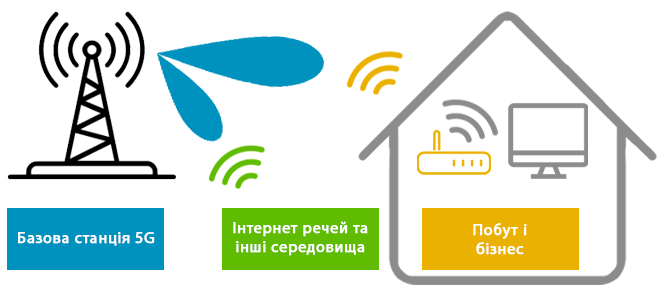 Базова станція 5G
Інтернет речей та
інші середовища
Побут і
бізнес